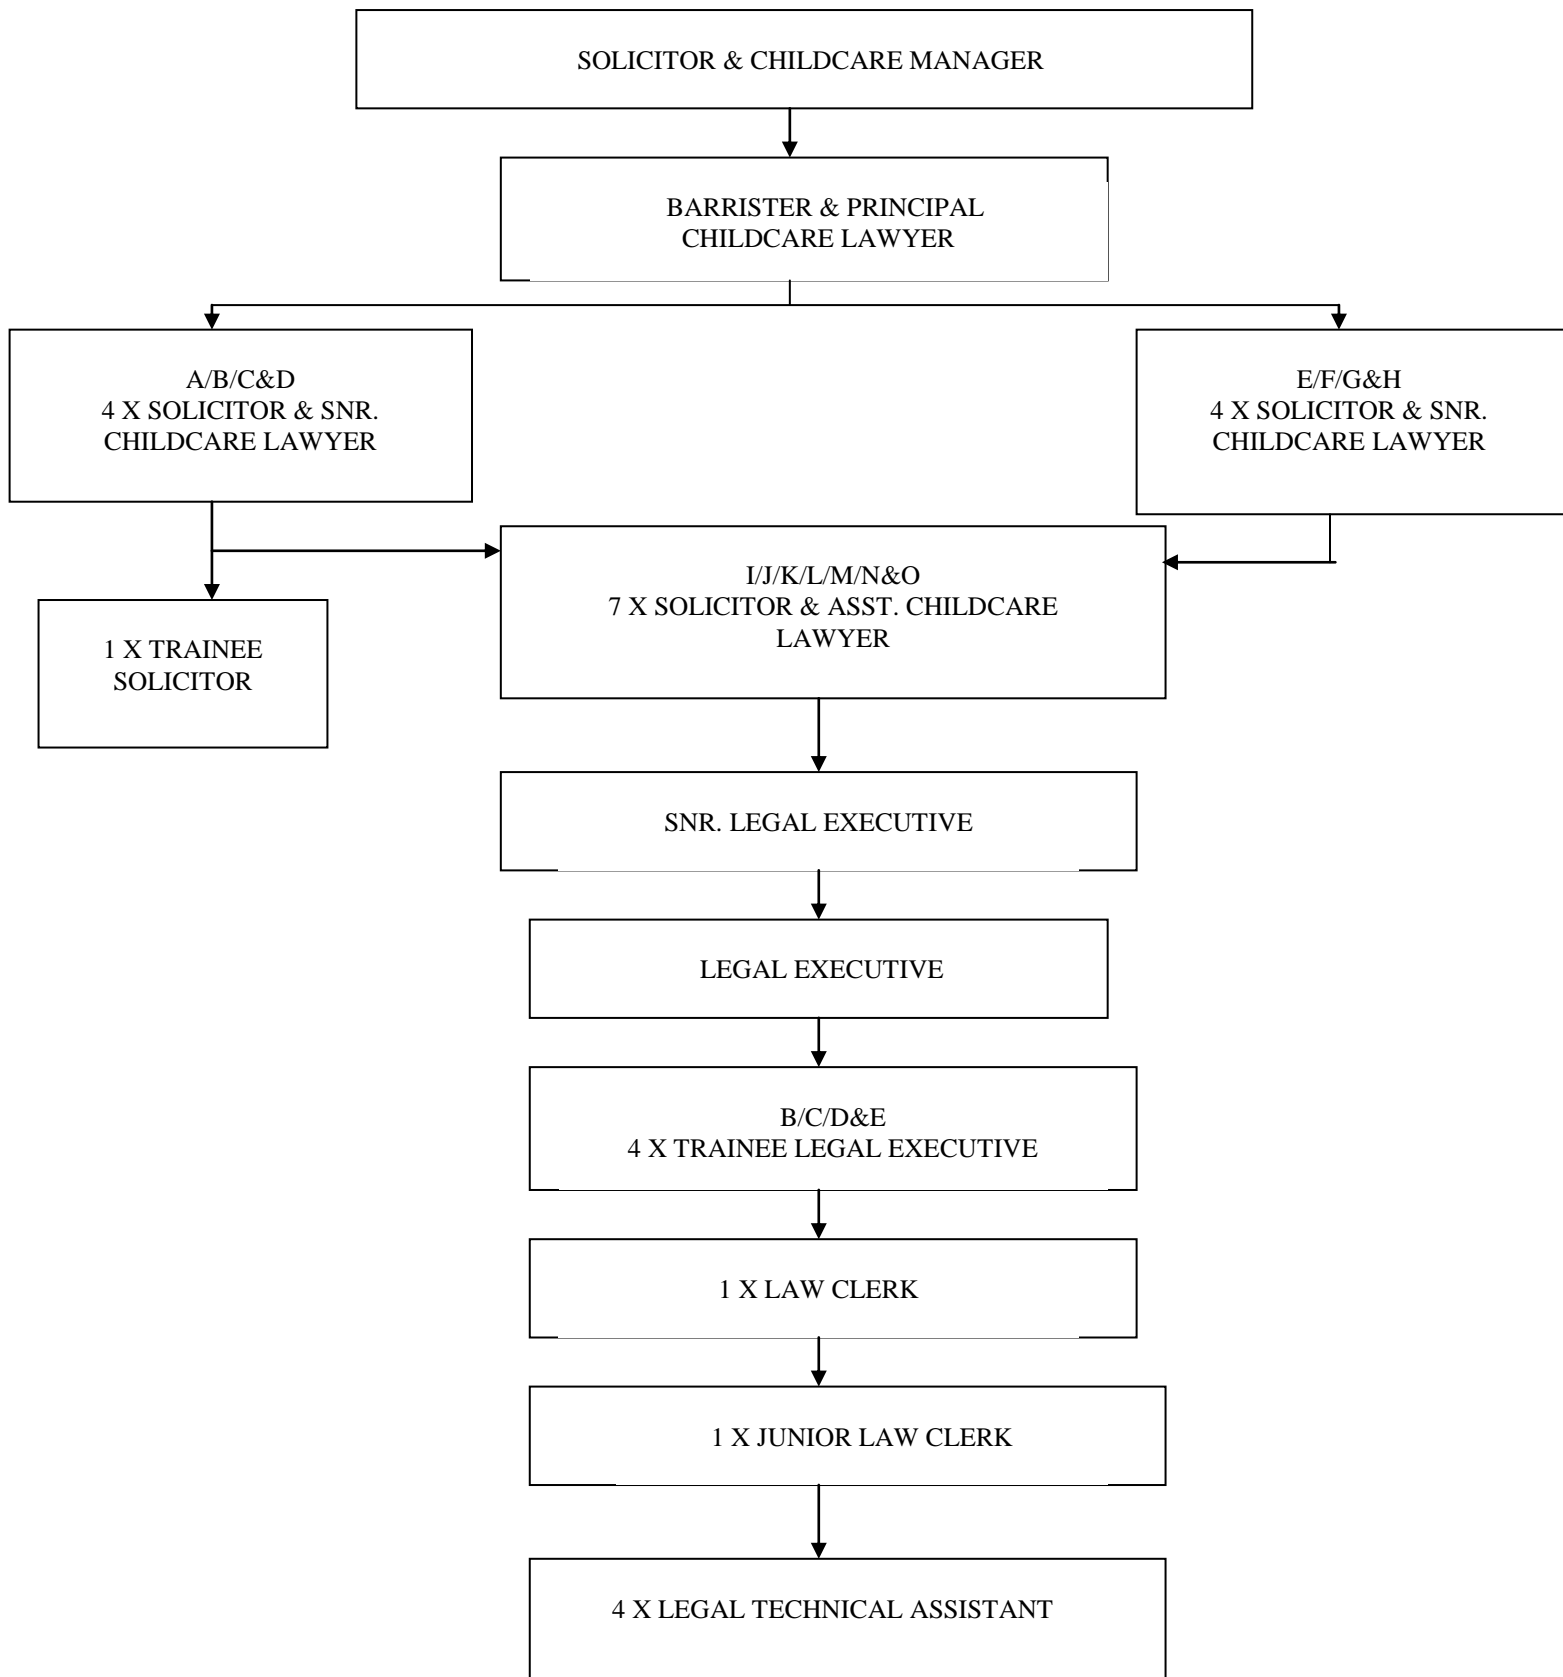 SOLICITOR & CHILDCARE MANAGER
BARRISTER & PRINCIPAL
CHILDCARE LAWYER
A/B/C&D
4 X SOLICITOR & SNR.
CHILDCARE LAWYER
E/F/G&H
4 X SOLICITOR & SNR.
CHILDCARE LAWYER
I/J/K/L/M/N&O
7 X SOLICITOR & ASST. CHILDCARE
LAWYER
1 X TRAINEE
SOLICITOR
SNR. LEGAL EXECUTIVE
LEGAL EXECUTIVE
B/C/D&E
4 X TRAINEE LEGAL EXECUTIVE
1 X LAW CLERK
1 X JUNIOR LAW CLERK
4 X LEGAL TECHNICAL ASSISTANT